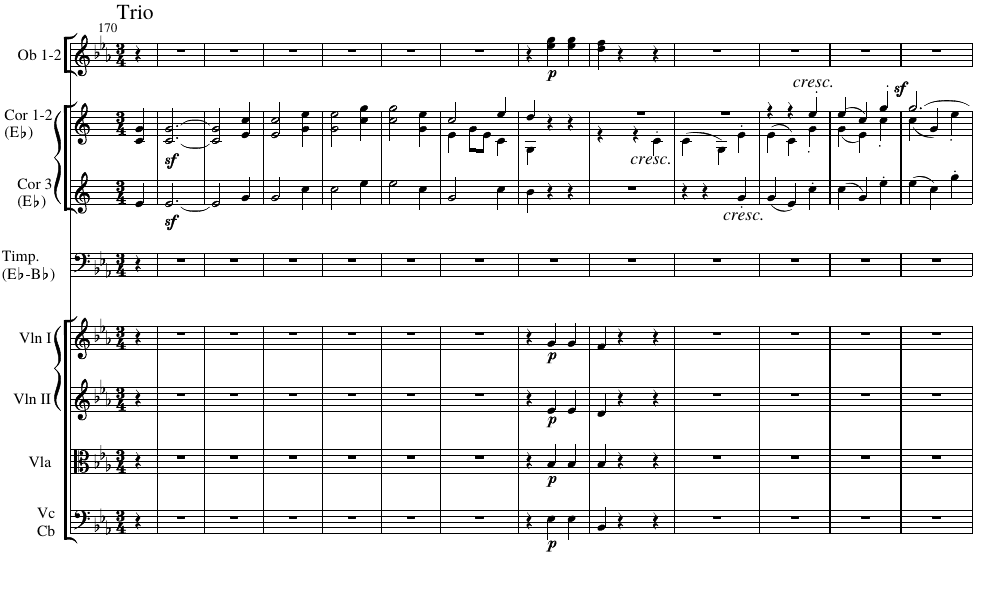 Trio
170
Ob 1-2
p
cresc.
sf
Cor 1-2
(E♭)
sf
cresc.
Cor 3
(E♭)
sf
cresc.
Timp.
(E♭-B♭)
Vln I
p
Vln II
p
Vla
p
Vc
Cb
p